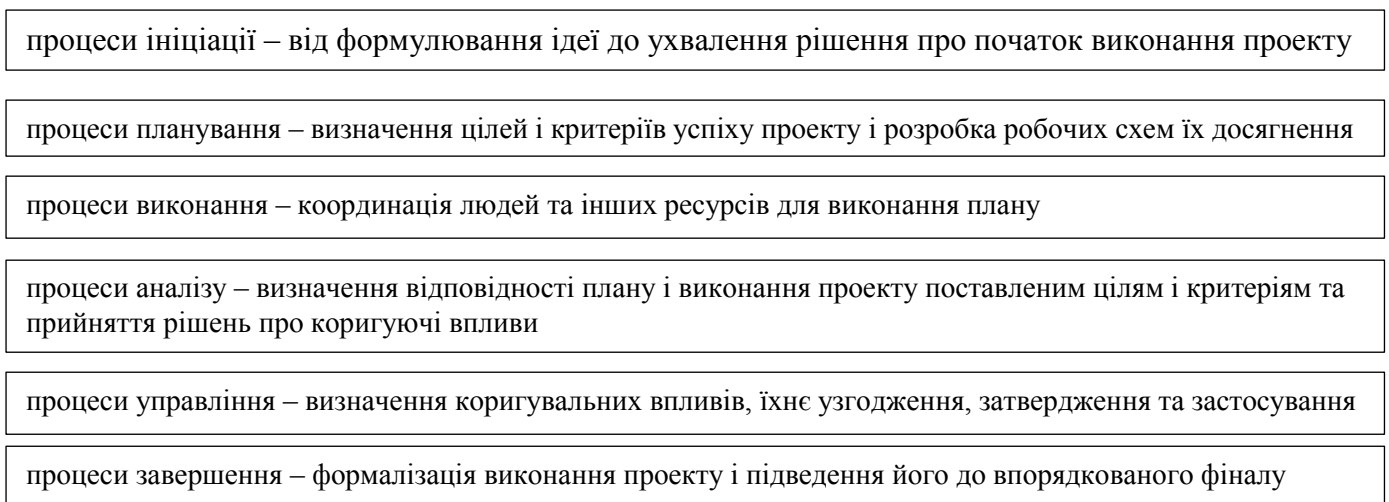 процеси ініціації – від формулювання ідеї до ухвалення рішення про початок виконання проекту
процеси планування – визначення цілей і критеріїв успіху проекту і розробка робочих схем їх досягнення
процеси виконання – координація людей та інших ресурсів для виконання плану
процеси аналізу – визначення відповідності плану і виконання проекту поставленим цілям і критеріям та
прийняття рішень про коригуючі впливи
процеси управління – визначення коригувальних впливів, їхнє узгодження, затвердження та застосування
процеси завершення – формалізація виконання проекту і підведення його до впорядкованого фіналу